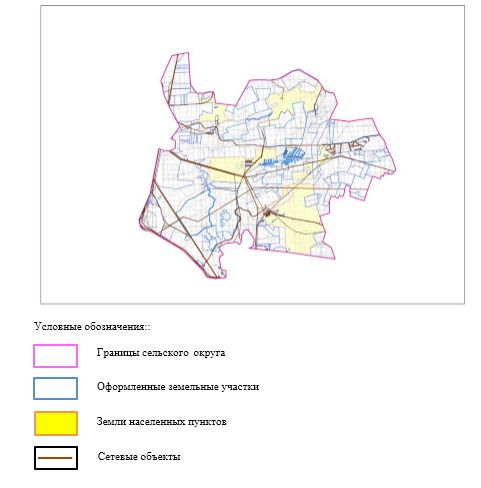 Условные обозначения::
Границы сельского округа
Оформленные земельные участки
Земли населенных пунктов
Сетевые объекты